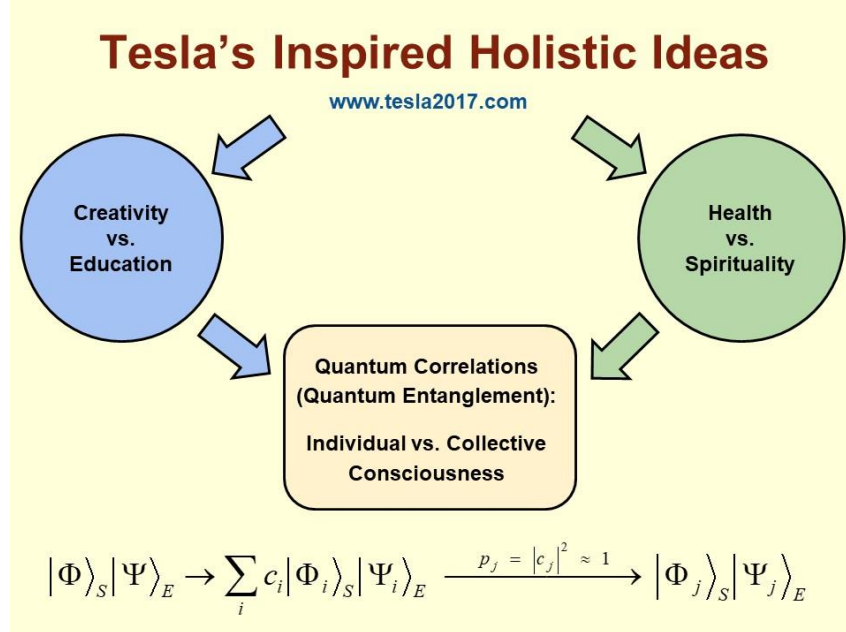 Tesla's Inspired Holistic Ideas
www.tesla2017.com
Creativity
vs.
Education
Health
vs.
Spirituality
Quantum Correlations
(Quantum Entanglement):
Individual vs. Collective
Consciousness
|Φ⟩_S|Ψ⟩_E → ∑_i c_i|Φ_i⟩_S|Ψ_i⟩_E —p_j = |c_j|^2 ≈ 1→ |Φ_j⟩_S|Ψ_j⟩_E